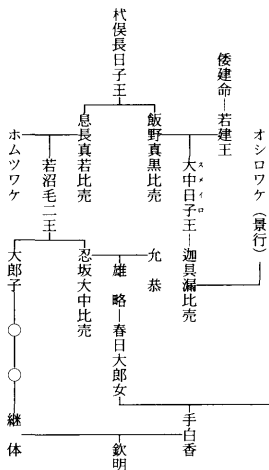 オシロワケ（景行）
倭建命―若建王
大中日子王―迦具漏比売
スメイロ
飯野真黒比売
杙俣長日子王
息長真若比売
ホムツワケ
若沼毛二王
允恭
忍坂大中比売
大郎子―○―○―継体
雄略―春日大郎女
手白香
欽明